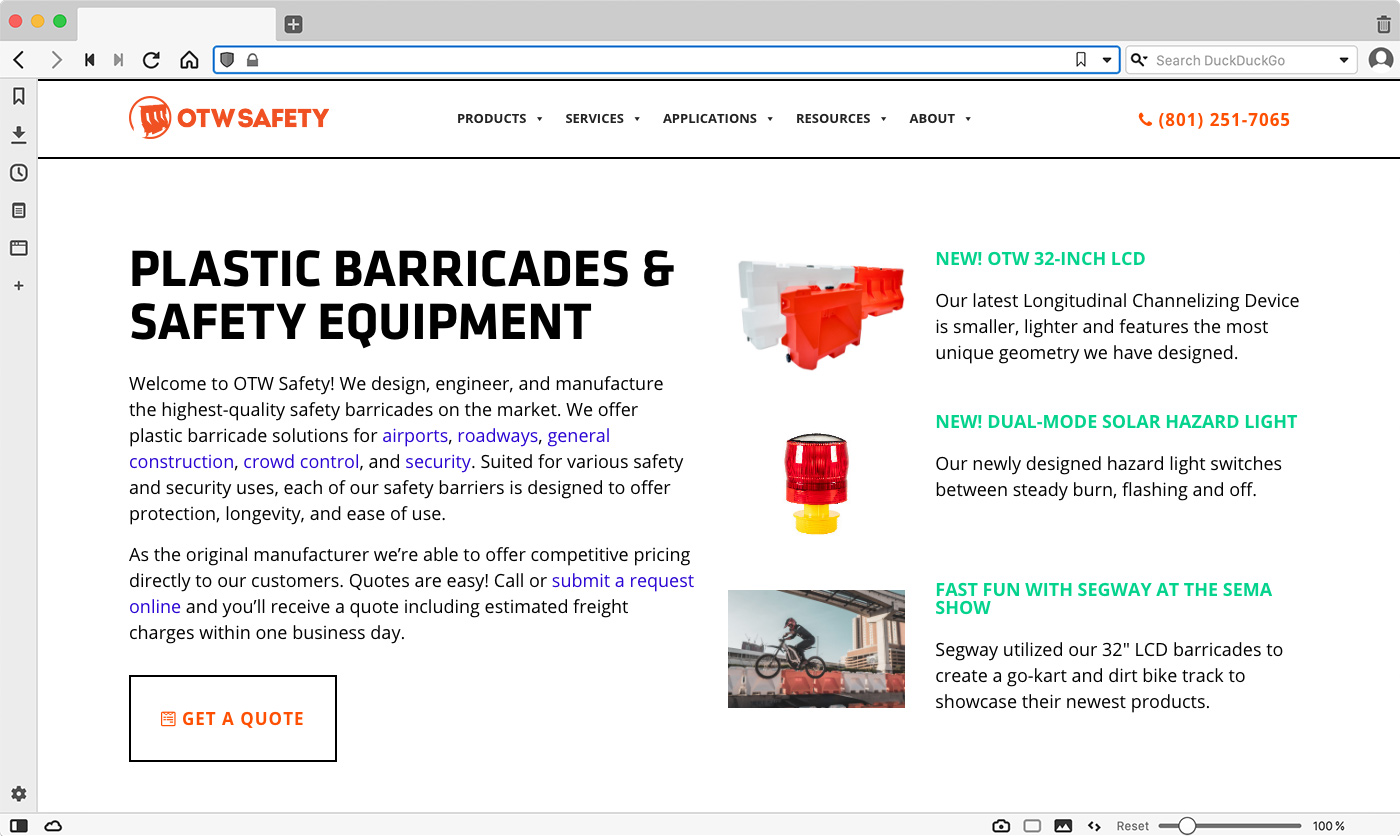 Search DuckDuckGo
OTW SAFETY
PRODUCTS
SERVICES
APPLICATIONS
RESOURCES
ABOUT
(801) 251-7065
PLASTIC BARRICADES &
SAFETY EQUIPMENT
Welcome to OTW Safety! We design, engineer, and manufacture
the highest-quality safety barricades on the market. We offer
plastic barricade solutions for airports, roadways, general
construction, crowd control, and security. Suited for various safety
and security uses, each of our safety barriers is designed to offer
protection, longevity, and ease of use.
As the original manufacturer we’re able to offer competitive pricing
directly to our customers. Quotes are easy! Call or submit a request
online and you’ll receive a quote including estimated freight
charges within one business day.
GET A QUOTE
NEW! OTW 32-INCH LCD
Our latest Longitudinal Channelizing Device
is smaller, lighter and features the most
unique geometry we have designed.
NEW! DUAL-MODE SOLAR HAZARD LIGHT
Our newly designed hazard light switches
between steady burn, flashing and off.
FAST FUN WITH SEGWAY AT THE SEMA
SHOW
Segway utilized our 32" LCD barricades to
create a go-kart and dirt bike track to
showcase their newest products.
Reset
100 %